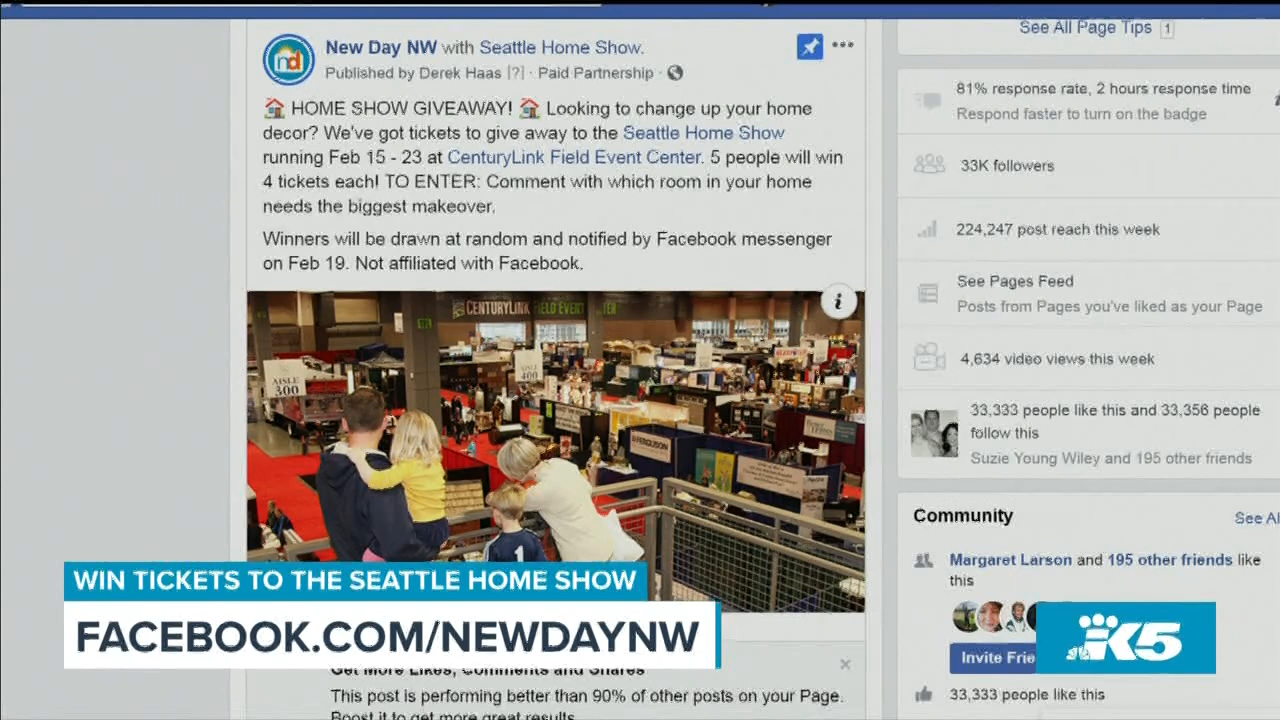 New Day NW with Seattle Home Show.
Published by Derek Haas [?] · Paid Partnership ·
HOME SHOW GIVEAWAY! Looking to change up your home
decor? We've got tickets to give away to the Seattle Home Show
running Feb 15 - 23 at CenturyLink Field Event Center. 5 people will win
4 tickets each! TO ENTER: Comment with which room in your home
needs the biggest makeover.
Winners will be drawn at random and notified by Facebook messenger
on Feb 19. Not affiliated with Facebook.
i
CENTURYLINK FIELD EVENT
AISLE
300
AISLE
400
FERGUSON
1
WIN TICKETS TO THE SEATTLE HOME SHOW
FACEBOOK.COM/NEWDAYNW
Get More Likes, Comments and Shares
This post is performing better than 90% of other posts on your Page.
Boost it to get more great results
See All Page Tips 1
81% response rate, 2 hours response time
Respond faster to turn on the badge
33K followers
224,247 post reach this week
See Pages Feed
Posts from Pages you've liked as your Page
4,634 video views this week
33,333 people like this and 33,356 people
follow this
Suzie Young Wiley and 195 other friends
Community
See Al
Margaret Larson and 195 other friends like
this
Invite Frie
K5
33,333 people like this